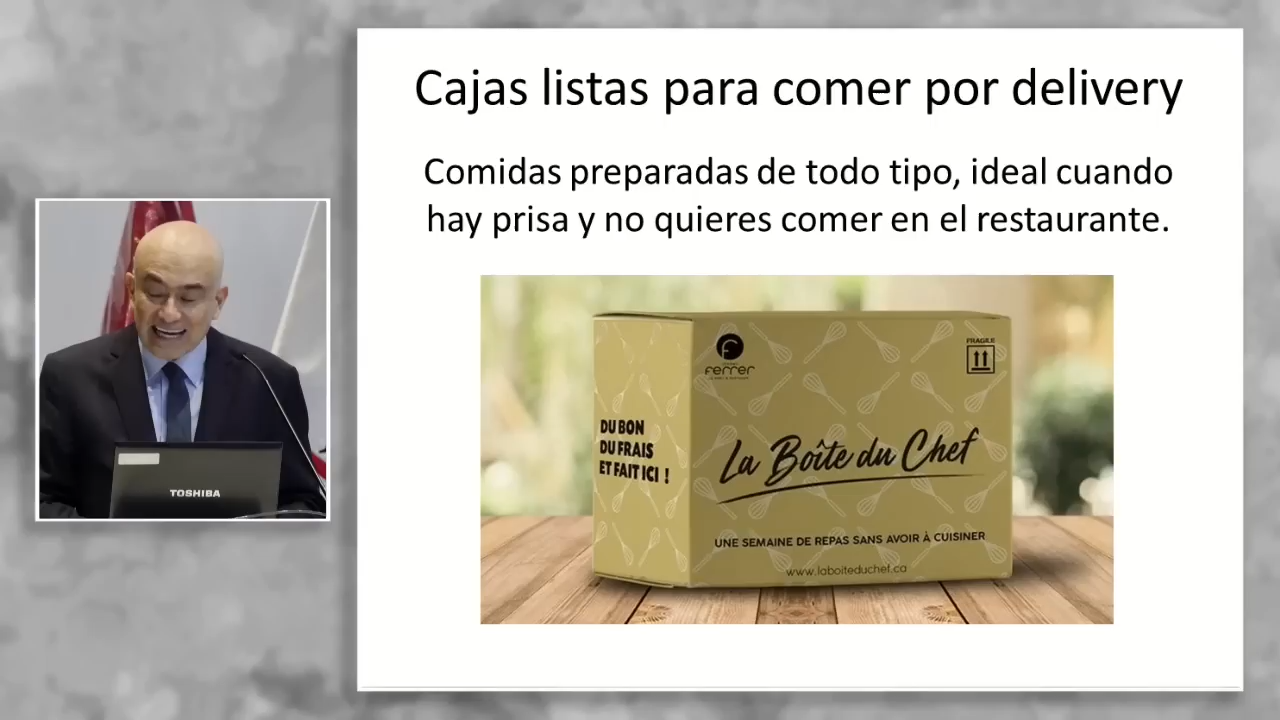 Cajas listas para comer por delivery
Comidas preparadas de todo tipo, ideal cuando
hay prisa y no quieres comer en el restaurante.
TOSHIBA
ferrer
FRAGILE
DU BON
DU FRAIS
ET FAIT ICI !
La Boîte du Chef
UNE SEMAINE DE REPAS SANS AVOIR À CUISINER
www.laboiteduchef.ca